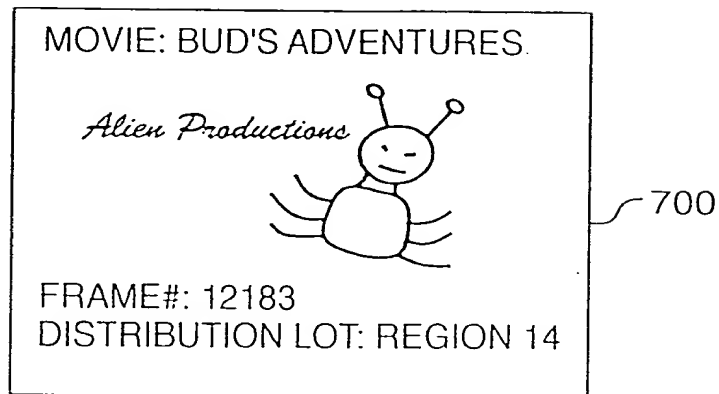 MOVIE: BUD'S ADVENTURES
Alien Productions
700
FRAME#: 12183
DISTRIBUTION LOT: REGION 14